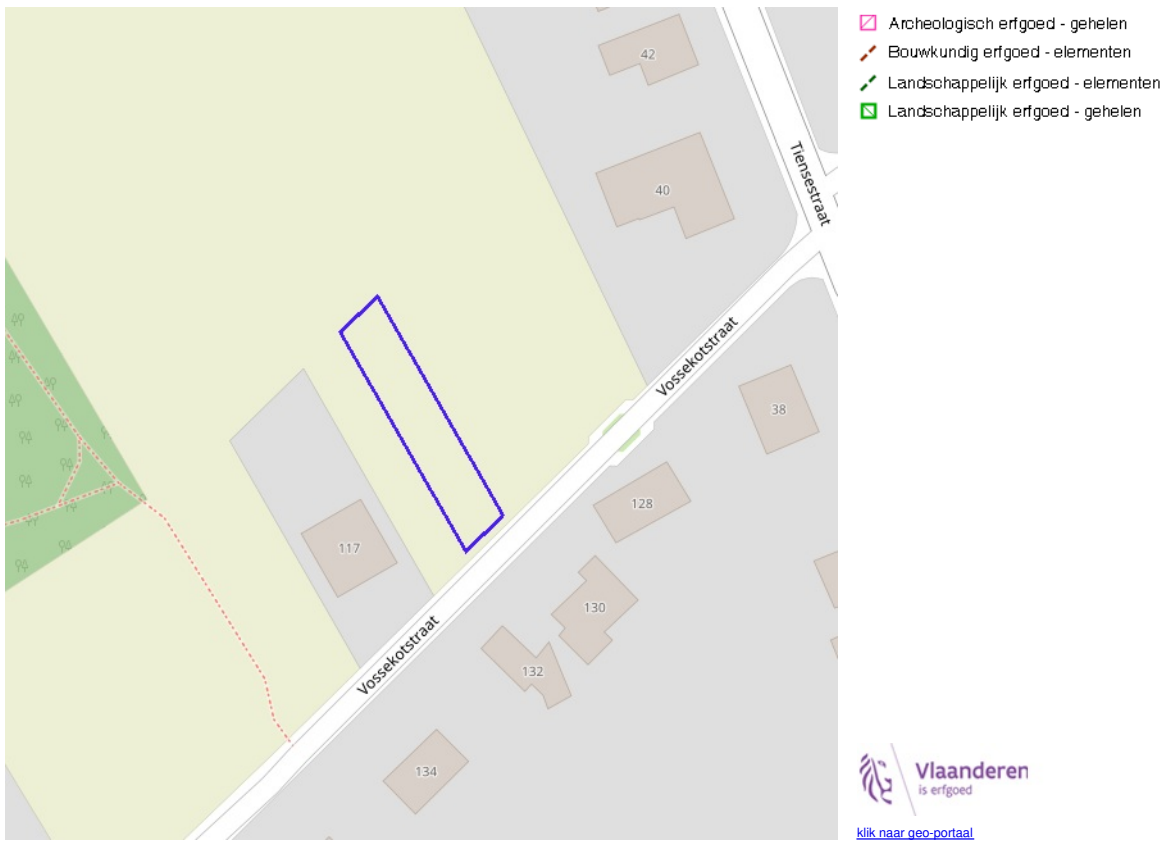 42
40
Tiensestraat
Vossekotstraat
38
128
117
130
132
Vossekotstraat
134
Archeologisch erfgoed - gehelen
Bouwkundig erfgoed - elementen
Landschappelijk erfgoed - elementen
Landschappelijk erfgoed - gehelen
Vlaanderen
is erfgoed
klik naar geo-portaal